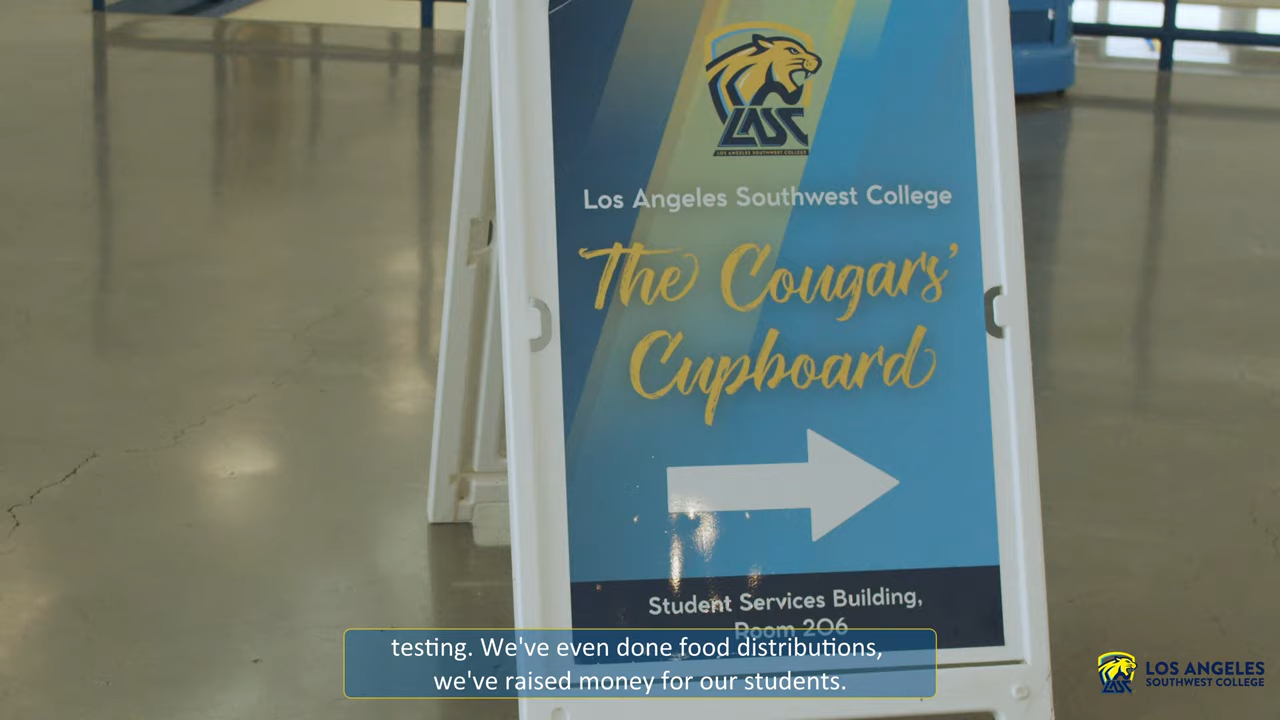 LASC
LOS ANGELES SOUTHWEST COLLEGE
Los Angeles Southwest College
The Cougars'
Cupboard
Student Services Building,
Room 206
testing. We've even done food distributions,
we've raised money for our students.
LASC
LOS ANGELES
SOUTHWEST COLLEGE